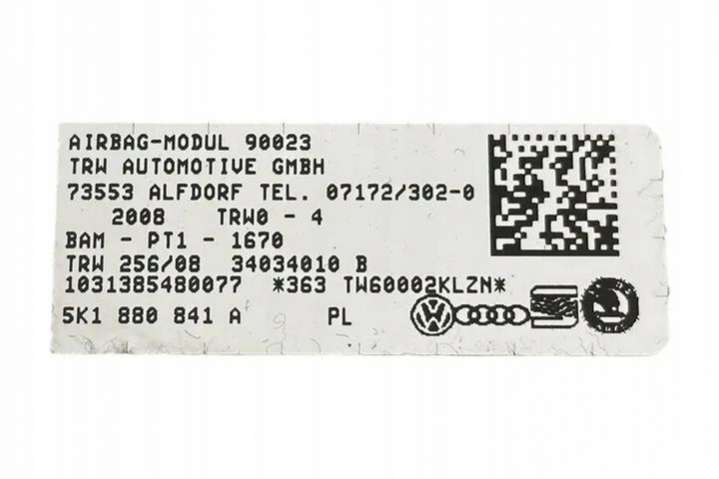 AIRBAG-MODUL 90023
TRW AUTOMOTIVE GMBH
73553 ALFDORF TEL. 07172/302-0
2008 TRW0 - 4
BAM - PT1 - 1670
TRW 256/08 34034010 B
1031385480077 *363 TW60002KLZN*
5K1 880 841 A PL